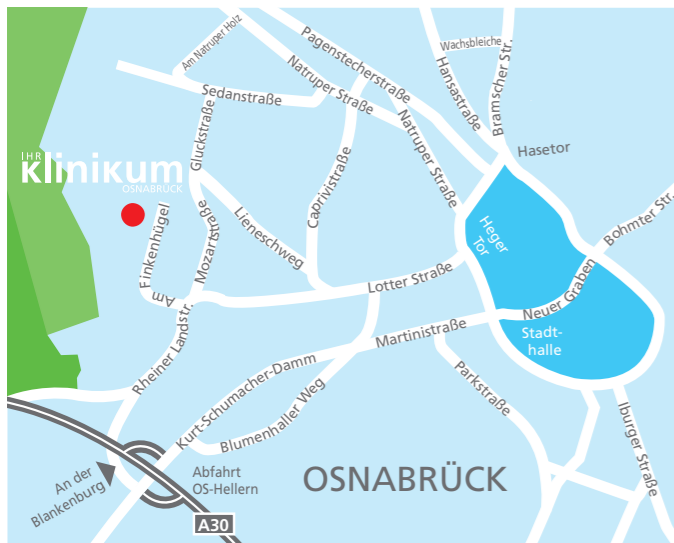 Am Natruper Holz
Pagenstecherstraße
Wachsbleiche
Hansastraße
Bramscher Str.
Natruper Straße
Sedanstraße
Natruper Straße
Hasetor
Gluckstraße
IHR
Klinikum
OSNABRÜCK
Caprivistraße
Lieneschweg
Mozartstraße
Am Finkenhügel
Heger
Tor
Bohmter Str.
Lotter Straße
Neuer Graben
Rheiner Landstr.
Martinistraße
Stadt-
halle
Kurt-Schumacher-Damm
Blumenhaller Weg
Parkstraße
Iburger Straße
An der
Blankenburg
Abfahrt
OS-Hellern
OSNABRÜCK
A30